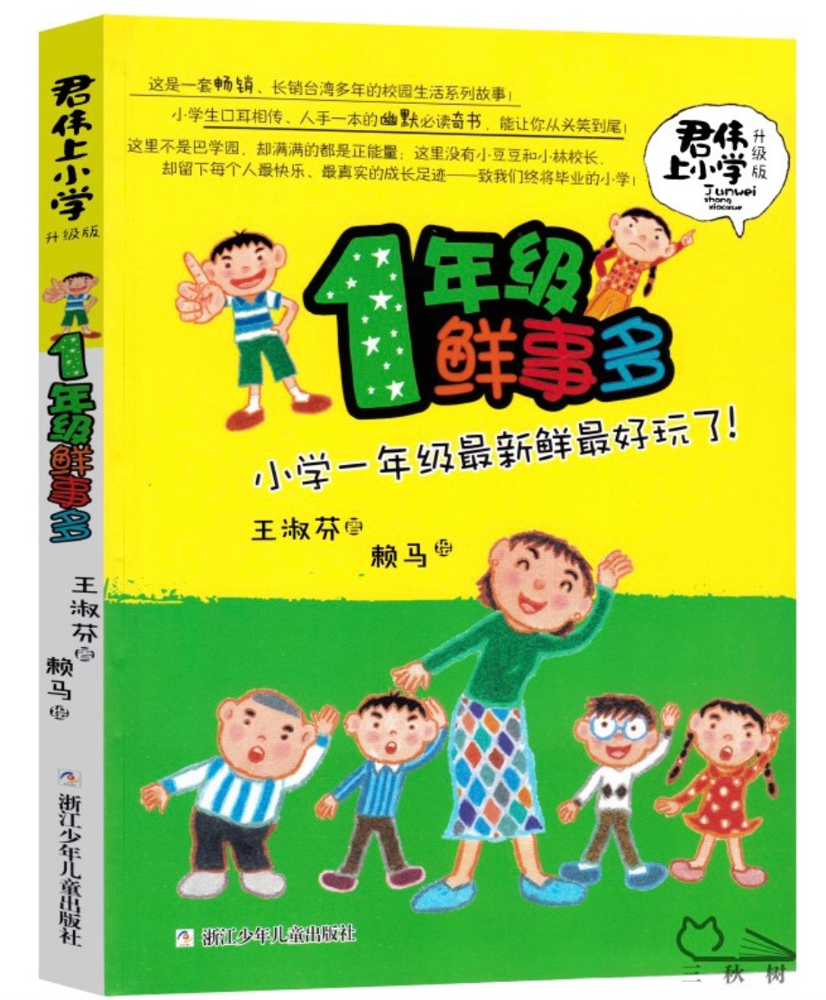 君伟上小学
升级版
1年级鲜事多
王淑芬 著
赖马 绘
浙江少年儿童出版社
这是一套畅销、长销台湾多年的校园生活系列故事！
小学生口耳相传、人手一本的幽默必读奇书，能让你从头笑到尾！
这里不是巴学园，却满满的都是正能量；这里没有小豆豆和小林校长，
却留下每个人最快乐、最真实的成长足迹——致我们终将毕业的小学！
君伟
上小学
升级版
Junwei
shang
xiaoxue
1年级
鲜事多
小学一年级最新鲜最好玩了！
王淑芬 著
赖马 绘
浙江少年儿童出版社
三秋树